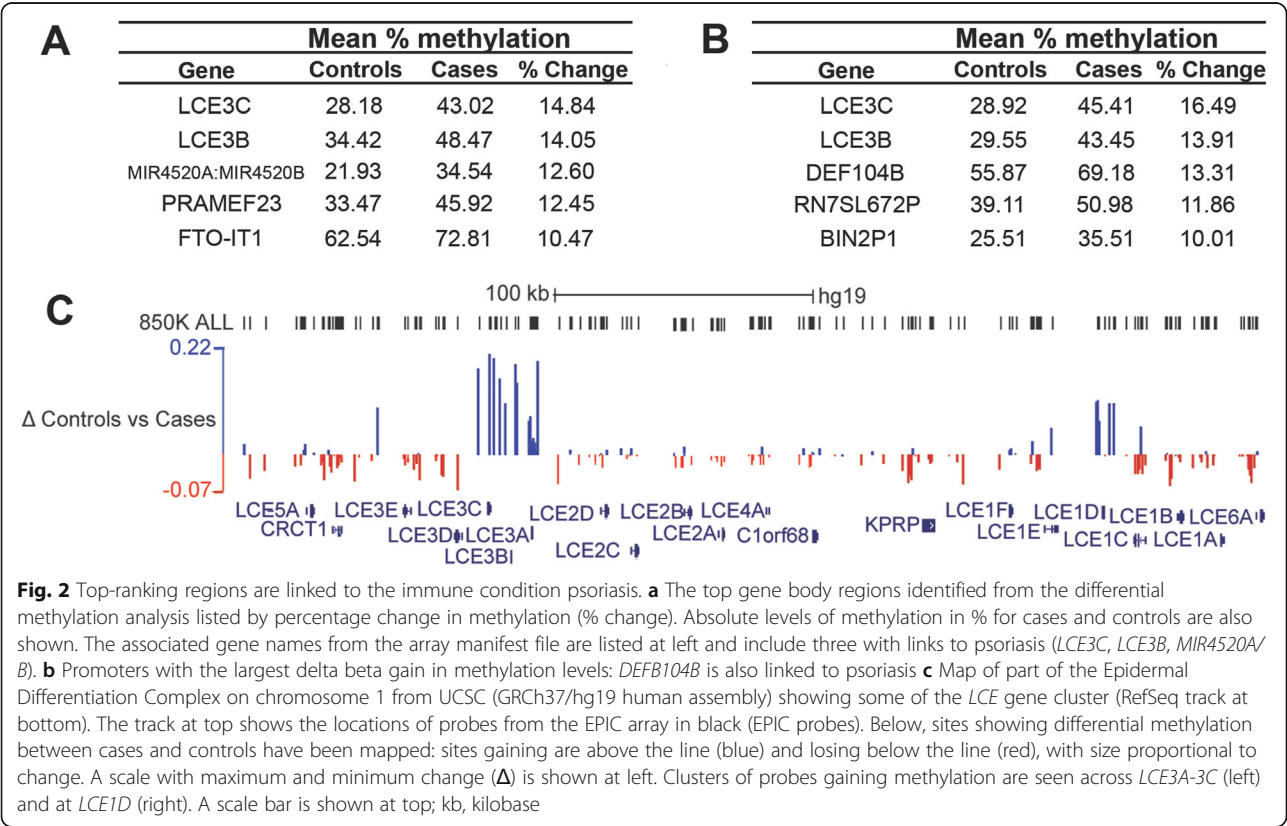 A
Mean % methylation
Gene Controls Cases % Change
LCE3C 28.18 43.02 14.84
LCE3B 34.42 48.47 14.05
MIR4520A:MIR4520B 21.93 34.54 12.60
PRAMEF23 33.47 45.92 12.45
FTO-IT1 62.54 72.81 10.47
B
Mean % methylation
Gene Controls Cases % Change
LCE3C 28.92 45.41 16.49
LCE3B 29.55 43.45 13.91
DEF104B 55.87 69.18 13.31
RN7SL672P 39.11 50.98 11.86
BIN2P1 25.51 35.51 10.01
C
100 kb hg19
850K ALL
0.22
Δ Controls vs Cases
-0.07
LCE5A LCE3E LCE3C LCE2D LCE2B LCE4A LCE1F LCE1D LCE1B LCE6A
CRCT1 LCE3D LCE3A LCE2A C1orf68 KPRP LCE1E LCE1C LCE1A
LCE3B LCE2C
Fig. 2 Top-ranking regions are linked to the immune condition psoriasis. a The top gene body regions identified from the differential
methylation analysis listed by percentage change in methylation (% change). Absolute levels of methylation in % for cases and controls are also
shown. The associated gene names from the array manifest file are listed at left and include three with links to psoriasis (LCE3C, LCE3B, MIR4520A/
B). b Promoters with the largest delta beta gain in methylation levels: DEFB104B is also linked to psoriasis c Map of part of the Epidermal
Differentiation Complex on chromosome 1 from UCSC (GRCh37/hg19 human assembly) showing some of the LCE gene cluster (RefSeq track at
bottom). The track at top shows the locations of probes from the EPIC array in black (EPIC probes). Below, sites showing differential methylation
between cases and controls have been mapped: sites gaining are above the line (blue) and losing below the line (red), with size proportional to
change. A scale with maximum and minimum change (Δ) is shown at left. Clusters of probes gaining methylation are seen across LCE3A-3C (left)
and at LCE1D (right). A scale bar is shown at top; kb, kilobase